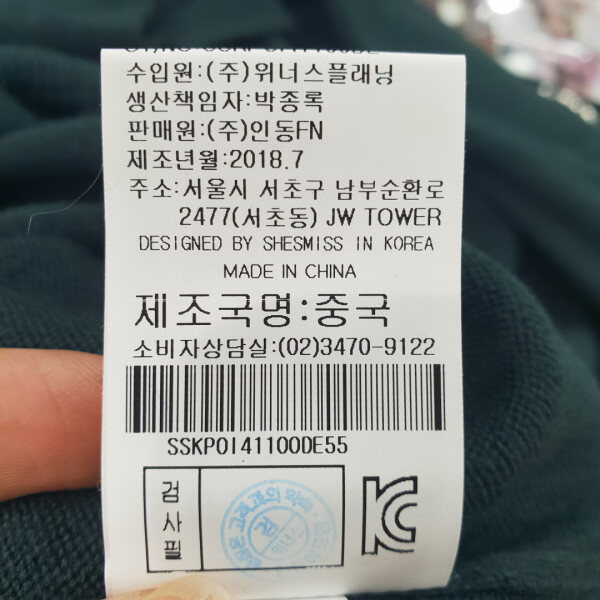 수입원:(주)위너스플래닝
생산책임자:박종록
판매원:(주)인동FN
제조년월:2018.7
주소:서울시 서초구 남부순환로
2477(서초동) JW TOWER
DESIGNED BY SHESMISS IN KOREA
MADE IN CHINA
제조국명:중국
소비자상담실:(02)3470-9122
SSKPOI41100DE55
검사필
KC